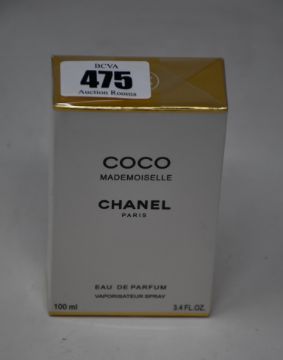 BCVA
475
Auction Rooms
COCO
MADEMOISELLE
CHANEL
PARIS
EAU DE PARFUM
VAPORISATEUR SPRAY
100 ml 3.4 FL.OZ.